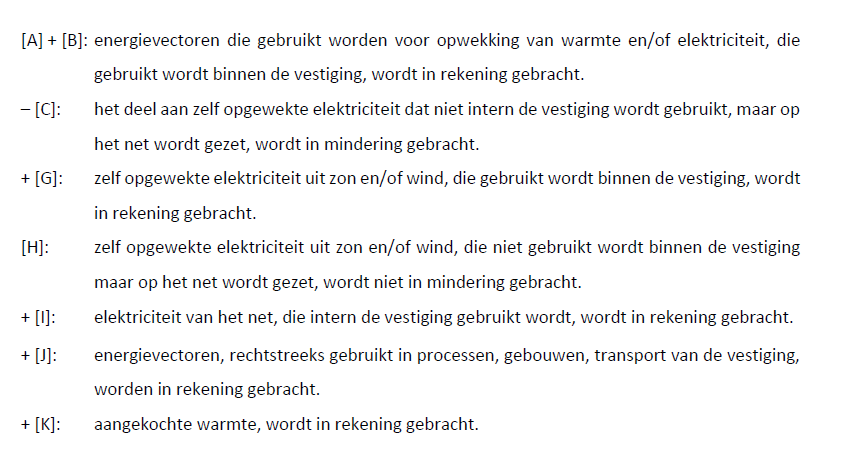 [A] + [B]: energievectoren die gebruikt worden voor opwekking van warmte en/of elektriciteit, die
gebruikt wordt binnen de vestiging, wordt in rekening gebracht.
– [C]: het deel aan zelf opgewekte elektriciteit dat niet intern de vestiging wordt gebruikt, maar op
het net wordt gezet, wordt in mindering gebracht.
+ [G]: zelf opgewekte elektriciteit uit zon en/of wind, die gebruikt wordt binnen de vestiging, wordt
in rekening gebracht.
[H]: zelf opgewekte elektriciteit uit zon en/of wind, die niet gebruikt wordt binnen de vestiging
maar op het net wordt gezet, wordt niet in mindering gebracht.
+ [I]: elektriciteit van het net, die intern de vestiging gebruikt wordt, wordt in rekening gebracht.
+ [J]: energievectoren, rechtstreeks gebruikt in processen, gebouwen, transport van de vestiging,
worden in rekening gebracht.
+ [K]: aangekochte warmte, wordt in rekening gebracht.